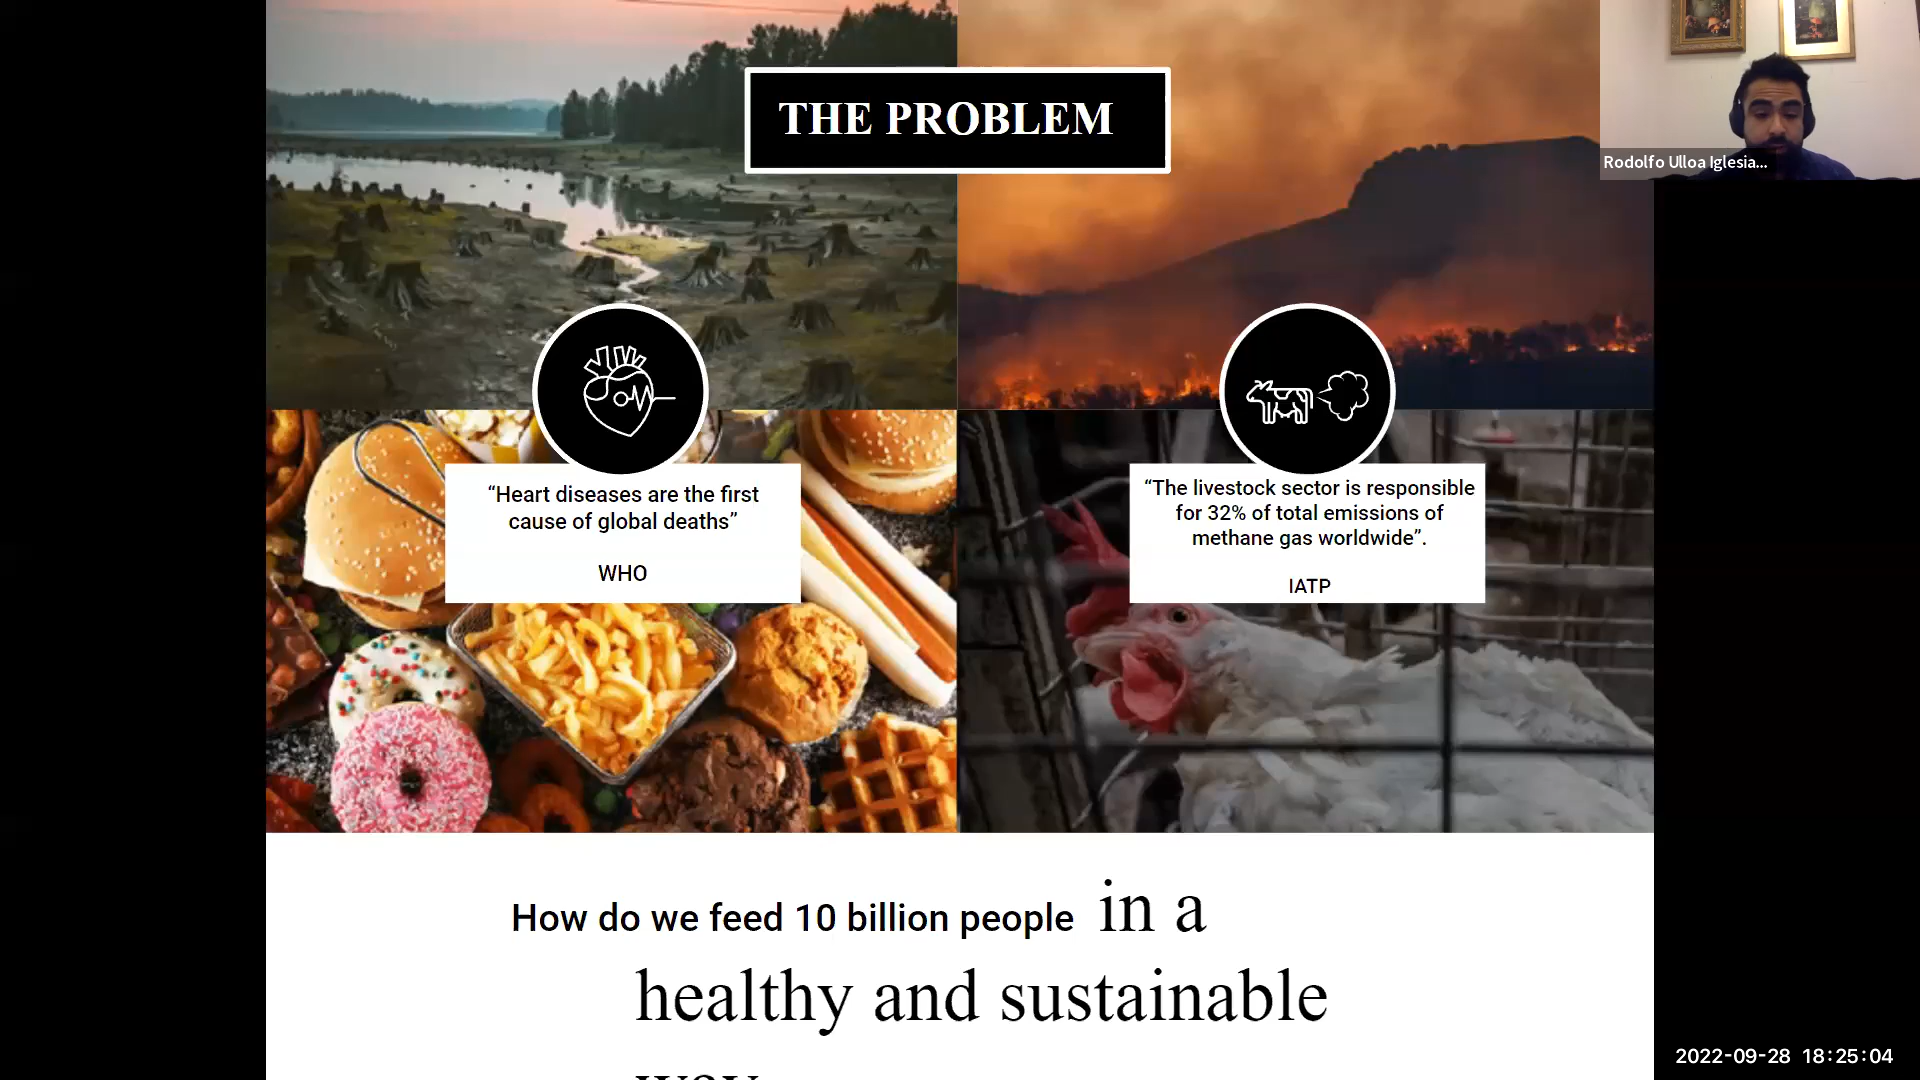 THE PROBLEM
Rodolfo Ulloa Iglesia...
“Heart diseases are the first
cause of global deaths”
WHO
“The livestock sector is responsible
for 32% of total emissions of
methane gas worldwide”.
IATP
How do we feed 10 billion people in a
healthy and sustainable
way
2022-09-28 18:25:04